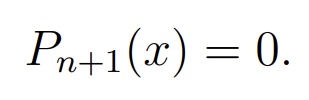 $P_{n+1}(x) = 0.$